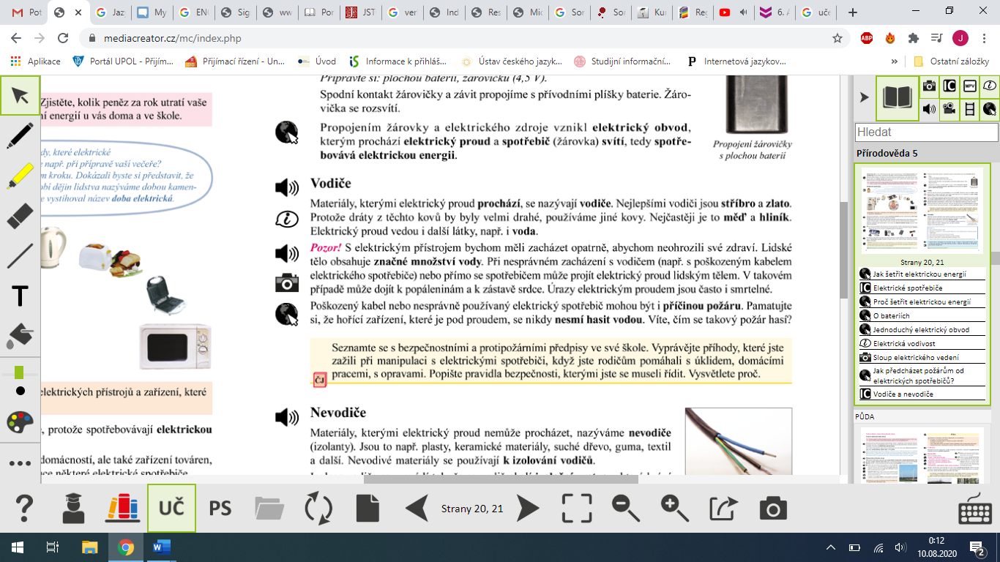 Pot
Jaz
My
EN
Sig
ww
Por
JST
ver
Ind
Res
Mic
Sor
So
Ku
Reg
6. A
uče
mediacreator.cz/mc/index.php
ABP
J
Aplikace
Portál UPOL - Přijím...
Přijímací řízení - Un...
Úvod
Informace k přihláš...
Ústav českého jazyk...
Studijní informační...
Internetová jazykov...
»
Ostatní záložky
Zjistěte, kolik peněz za rok utratí vaše
ní energií u vás doma a ve škole.
dy, které elektrické
e např. při přípravě vaší večeře?
m kroku. Dokázali byste si představit, že
obí dějin lidstva nazýváme dobou kamen-
e vystihoval název doba elektrická.
elektrických přístrojů a zařízení, které
, protože spotřebovávají elektrickou
domácností, ale také zařízení továren,
ce některé elektrické spotřebiče
Připravte si: plochou baterii, žárovičku (4,5 V).
Spodní kontakt žárovičky a závit propojíme s přívodními plíšky baterie. Žáro-
vička se rozsvítí.
Propojením žárovky a elektrického zdroje vznikl elektrický obvod,
kterým prochází elektrický proud a spotřebič (žárovka) svítí, tedy spotře-
bovává elektrickou energii.
Propojení žárovičky
s plochou baterií
Vodiče
Materiály, kterými elektrický proud prochází, se nazývají vodiče. Nejlepšími vodiči jsou stříbro a zlato.
Protože dráty z těchto kovů by byly velmi drahé, používáme jiné kovy. Nejčastěji je to měď a hliník.
Elektrický proud vedou i další látky, např. i voda.
Pozor! S elektrickým přístrojem bychom měli zacházet opatrně, abychom neohrozili své zdraví. Lidské
tělo obsahuje značné množství vody. Při nesprávném zacházení s vodičem (např. s poškozeným kabelem
elektrického spotřebiče) nebo přímo se spotřebičem může projít elektrický proud lidským tělem. V takovém
případě může dojít k popáleninám a k zástavě srdce. Úrazy elektrickým proudem jsou často i smrtelné.
Poškozený kabel nebo nesprávně používaný elektrický spotřebič mohou být i příčinou požáru. Pamatujte
si, že hořící zařízení, které je pod proudem, se nikdy nesmí hasit vodou. Víte, čím se takový požár hasí?
Seznamte se s bezpečnostními a protipožárními předpisy ve své škole. Vyprávějte příhody, které jste
zažili při manipulaci s elektrickými spotřebiči, když jste rodičům pomáhali s úklidem, domácími
pracemi, s opravami. Popište pravidla bezpečnosti, kterými jste se museli řídit. Vysvětlete proč.
ČJ
Nevodiče
Materiály, kterými elektrický proud nemůže procházet, nazýváme nevodiče
(izolanty). Jsou to např. plasty, keramické materiály, suché dřevo, guma, textil
a další. Nevodivé materiály se používají k izolování vodičů.
IC
MPV
Hledat
Přírodověda 5
Strany 20, 21
Jak šetřit elektrickou energií
Elektrické spotřebiče
Proč šetřit elektrickou energií
O bateriích
Jednoduchý elektrický obvod
Elektrická vodivost
Sloup elektrického vedení
Jak předcházet požárům od
elektrických spotřebičů?
Vodiče a nevodiče
PŮDA
T
?
UČ
PS
Strany 20, 21
0:12
10.08.2020
2